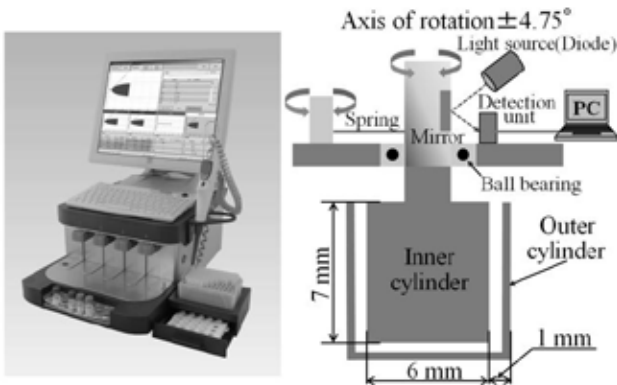 Axis of rotation±4.75°
Light source(Diode)
Detection
unit
PC
Spring
Mirror
Ball bearing
Outer
cylinder
Inner
cylinder
7 mm
1 mm
6 mm